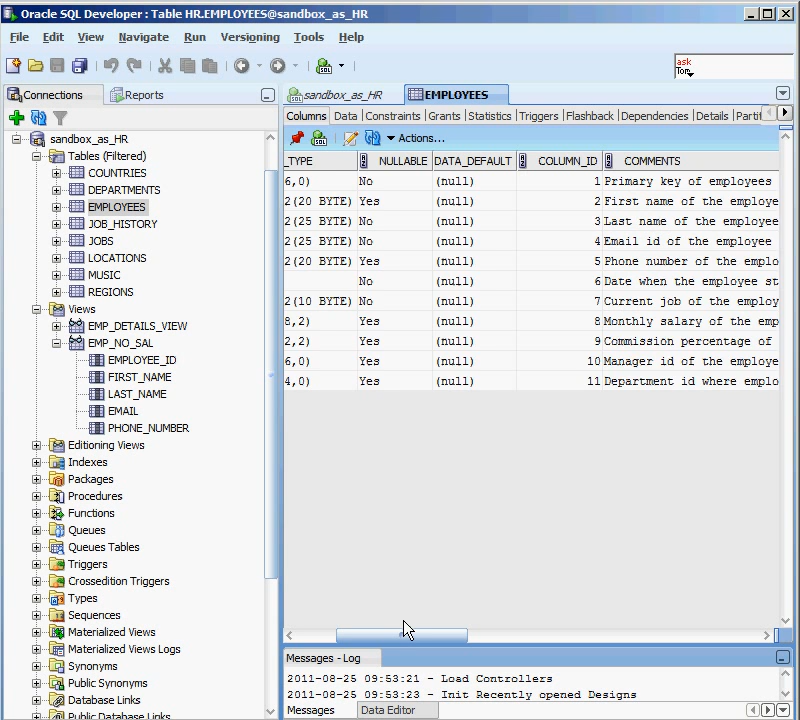 Oracle SQL Developer : Table HR.EMPLOYEES@sandbox_as_HR
File Edit View Navigate Run Versioning Tools Help
ask
Tom
Connections Reports
sandbox_as_HR EMPLOYEES
Columns Data Constraints Grants Statistics Triggers Flashback Dependencies Details Partit
Actions...
sandbox_as_HR
Tables (Filtered)
COUNTRIES
DEPARTMENTS
EMPLOYEES
JOB_HISTORY
JOBS
LOCATIONS
MUSIC
REGIONS
Views
EMP_DETAILS_VIEW
EMP_NO_SAL
EMPLOYEE_ID
FIRST_NAME
LAST_NAME
EMAIL
PHONE_NUMBER
Editioning Views
Indexes
Packages
Procedures
Functions
Queues
Queues Tables
Triggers
Crossedition Triggers
Types
Sequences
Materialized Views
Materialized Views Logs
Synonyms
Public Synonyms
Database Links
Public Database Links
_TYPE NULLABLE DATA_DEFAULT COLUMN_ID COMMENTS
6,0) No (null) 1 Primary key of employees
2(20 BYTE) Yes (null) 2 First name of the employe
2(25 BYTE) No (null) 3 Last name of the employee
2(25 BYTE) No (null) 4 Email id of the employee
2(20 BYTE) Yes (null) 5 Phone number of the emplo
No (null) 6 Date when the employee st
2(10 BYTE) No (null) 7 Current job of the employ
8,2) Yes (null) 8 Monthly salary of the emp
2,2) Yes (null) 9 Commission percentage of
6,0) Yes (null) 10 Manager id of the employe
4,0) Yes (null) 11 Department id where emplo
Messages - Log
2011-08-25 09:53:21 - Load Controllers
2011-08-25 09:53:23 - Init Recently opened Designs
Messages Data Editor